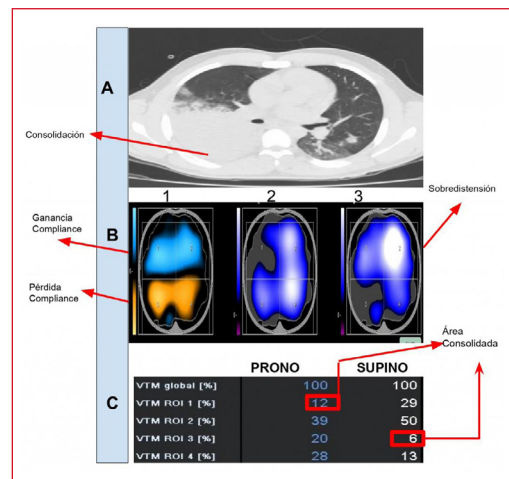 A
Consolidación
1 2 3
Sobredistensión
Ganancia
Compliance
B
Pérdida
Compliance
Área
Consolidada
PRONO SUPINO
C
VTM global [%] 100 100
VTM ROI 1 [%] 12 29
VTM ROI 2 [%] 39 50
VTM ROI 3 [%] 20 6
VTM ROI 4 [%] 28 13